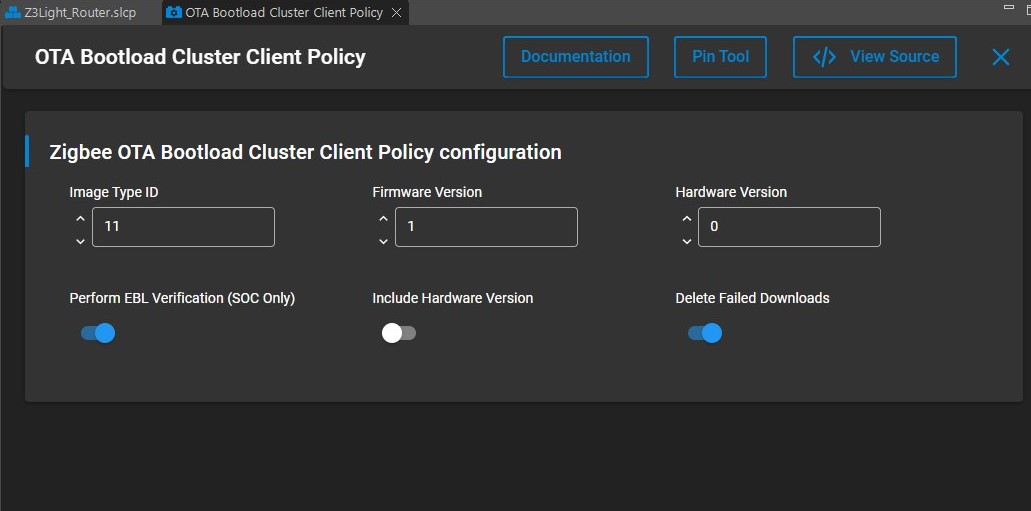 Z3Light_Router.slcp
OTA Bootload Cluster Client Policy
OTA Bootload Cluster Client Policy
Documentation
Pin Tool
</> View Source
Zigbee OTA Bootload Cluster Client Policy configuration
Image Type ID
Firmware Version
Hardware Version
11
1
0
Perform EBL Verification (SOC Only)
Include Hardware Version
Delete Failed Downloads